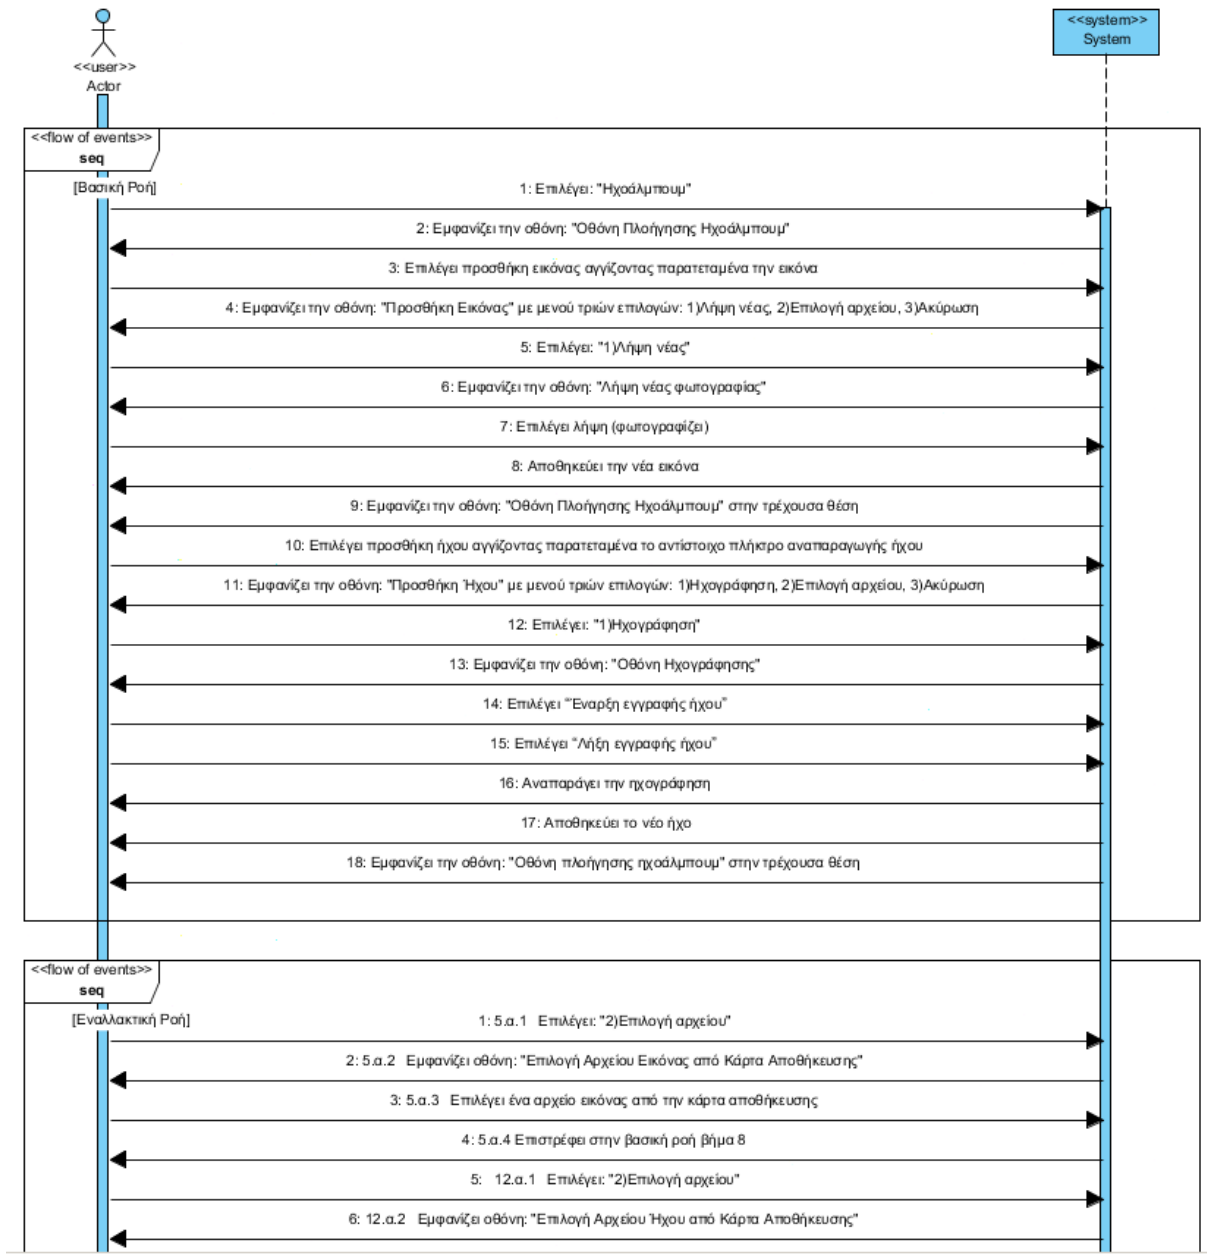 <<user>>
Actor
<<system>>
System
<<flow of events>>
seq
[Βασική Ροή]
1: Επιλέγει: "Ηχοάλμπουμ"
2: Εμφανίζει την οθόνη: "Οθόνη Πλοήγησης Ηχοάλμπουμ"
3: Επιλέγει προσθήκη εικόνας αγγίζοντας παρατεταμένα την εικόνα
4: Εμφανίζει την οθόνη: "Προσθήκη Εικόνας" με μενού τριών επιλογών: 1)Λήψη νέας, 2)Επιλογή αρχείου, 3)Ακύρωση
5: Επιλέγει: "1)Λήψη νέας"
6: Εμφανίζει την οθόνη: "Λήψη νέας φωτογραφίας"
7: Επιλέγει λήψη (φωτογραφίζει)
8: Αποθηκεύει την νέα εικόνα
9: Εμφανίζει την οθόνη: "Οθόνη Πλοήγησης Ηχοάλμπουμ" στην τρέχουσα θέση
10: Επιλέγει προσθήκη ήχου αγγίζοντας παρατεταμένα το αντίστοιχο πλήκτρο αναπαραγωγής ήχου
11: Εμφανίζει την οθόνη: "Προσθήκη Ήχου" με μενού τριών επιλογών: 1)Ηχογράφηση, 2)Επιλογή αρχείου, 3)Ακύρωση
12: Επιλέγει: "1)Ηχογράφηση"
13: Εμφανίζει την οθόνη: "Οθόνη Ηχογράφησης"
14: Επιλέγει “Έναρξη εγγραφής ήχου”
15: Επιλέγει “Λήξη εγγραφής ήχου”
16: Αναπαράγει την ηχογράφηση
17: Αποθηκεύει το νέο ήχο
18: Εμφανίζει την οθόνη: "Οθόνη πλοήγησης ηχοάλμπουμ" στην τρέχουσα θέση
<<flow of events>>
seq
[Εναλλακτική Ροή]
1: 5.α.1 Επιλέγει: "2)Επιλογή αρχείου"
2: 5.α.2 Εμφανίζει οθόνη: "Επιλογή Αρχείου Εικόνας από Κάρτα Αποθήκευσης"
3: 5.α.3 Επιλέγει ένα αρχείο εικόνας από την κάρτα αποθήκευσης
4: 5.α.4 Επιστρέφει στην βασική ροή βήμα 8
5: 12.α.1 Επιλέγει: "2)Επιλογή αρχείου"
6: 12.α.2 Εμφανίζει οθόνη: "Επιλογή Αρχείου Ήχου από Κάρτα Αποθήκευσης"